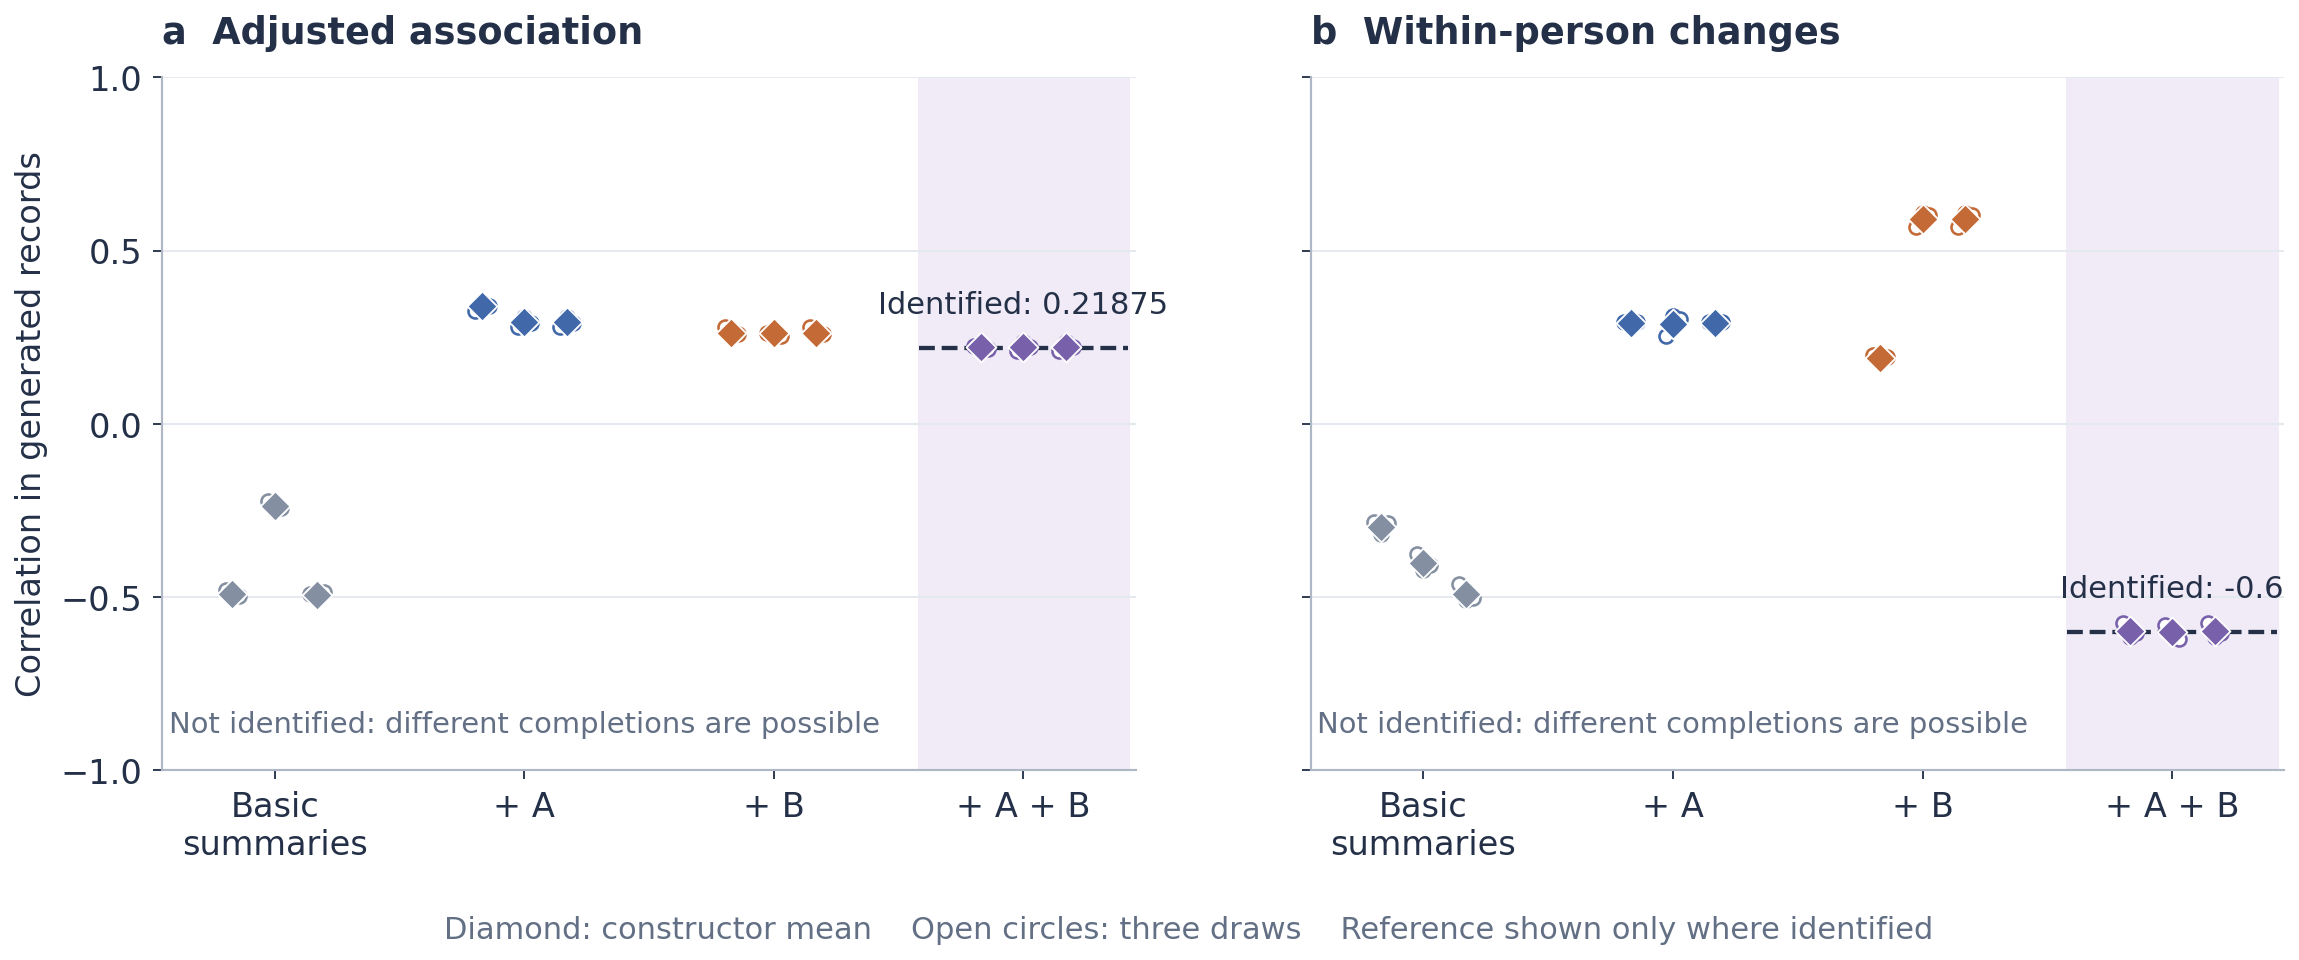 a Adjusted association
b Within-person changes
Correlation in generated records
1.0
0.5
0.0
−0.5
−1.0
Identified: 0.21875
Not identified: different completions are possible
Basic
summaries
+ A
+ B
+ A + B
Identified: -0.6
Not identified: different completions are possible
Basic
summaries
+ A
+ B
+ A + B
Diamond: constructor mean Open circles: three draws Reference shown only where identified